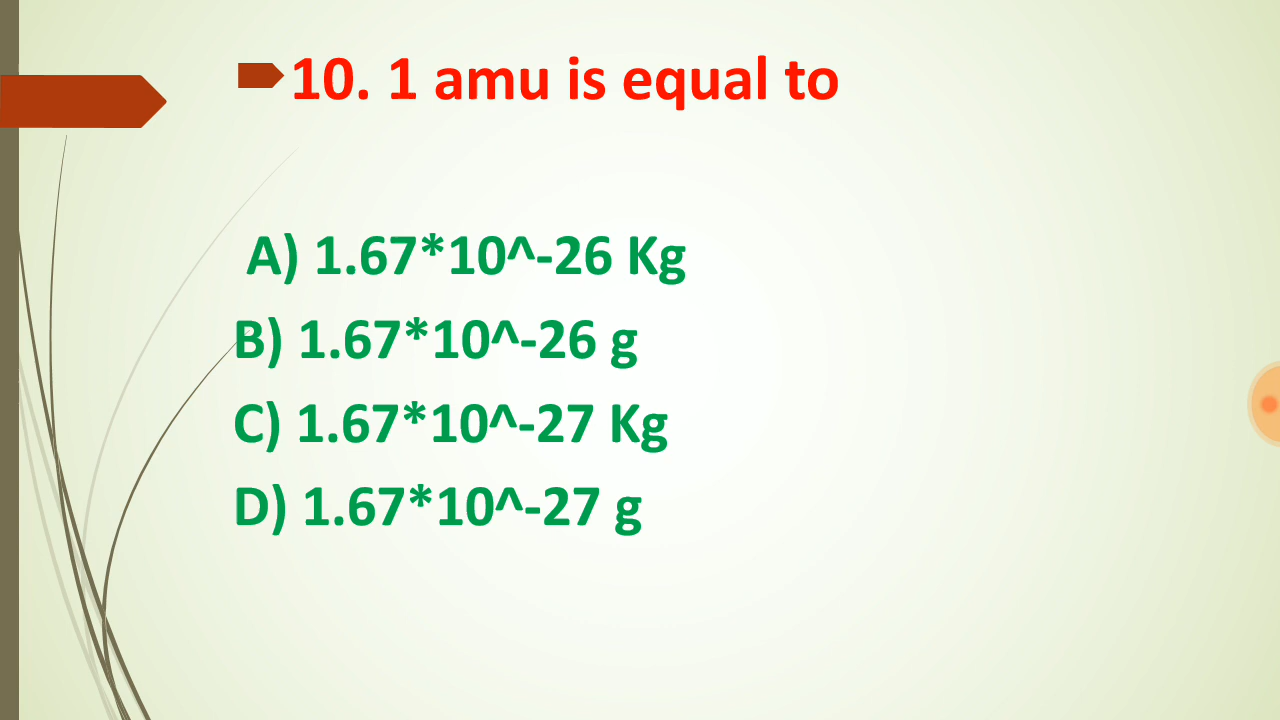 10. 1 amu is equal to
A) 1.67*10^-26 Kg
B) 1.67*10^-26 g
C) 1.67*10^-27 Kg
D) 1.67*10^-27 g